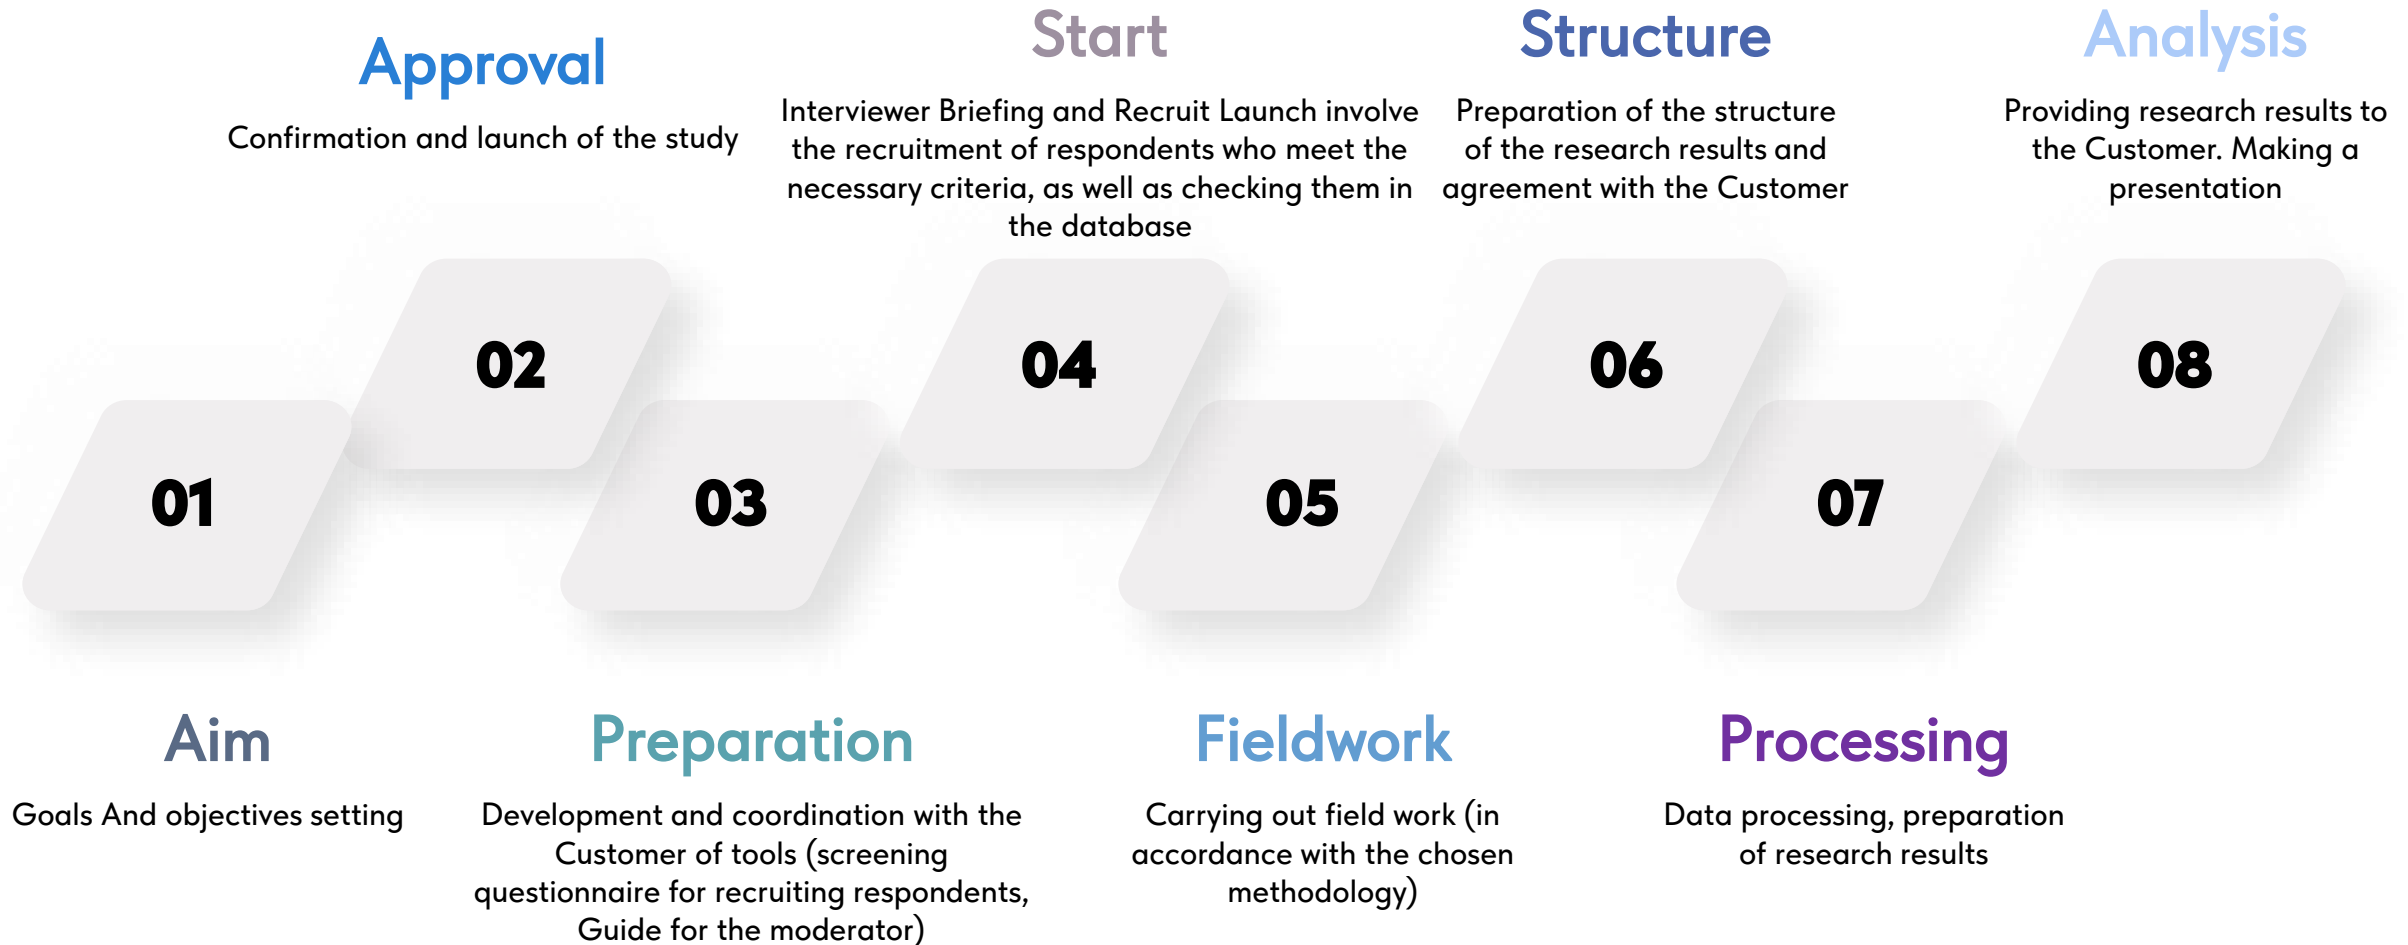 Approval
Confirmation and launch of the study
Start
Interviewer Briefing and Recruit Launch involve
the recruitment of respondents who meet the
necessary criteria, as well as checking them in
the database
Structure
Preparation of the structure
of the research results and
agreement with the Customer
Analysis
Providing research results to
the Customer. Making a
presentation
01
02
03
04
05
06
07
08
Aim
Goals And objectives setting
Preparation
Development and coordination with the
Customer of tools (screening
questionnaire for recruiting respondents,
Guide for the moderator)
Fieldwork
Carrying out field work (in
accordance with the chosen
methodology)
Processing
Data processing, preparation
of research results